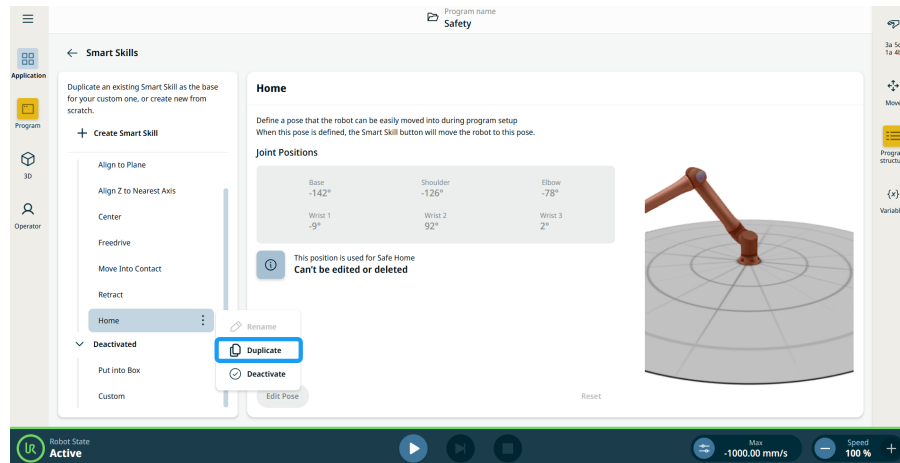 Program name
Safety
Application
Program
3D
Operator
Smart Skills
Duplicate an existing Smart Skill as the base
for your custom one, or create new from
scratch.
Create Smart Skill
Align to Plane
Align Z to Nearest Axis
Center
Freedrive
Move Into Contact
Retract
Home
Deactivated
Put into Box
Custom
Rename
Duplicate
Deactivate
Home
Define a pose that the robot can be easily moved into during program setup
When this pose is defined, the Smart Skill button will move the robot to this pose.
Joint Positions
Base Shoulder Elbow
-142° -126° -78°
Wrist 1 Wrist 2 Wrist 3
-9° 92° 2°
This position is used for Safe Home
Can't be edited or deleted
Edit Pose Reset
Move
{x}
Robot State
Active
Max
-1000.00 mm/s
Speed
100 %